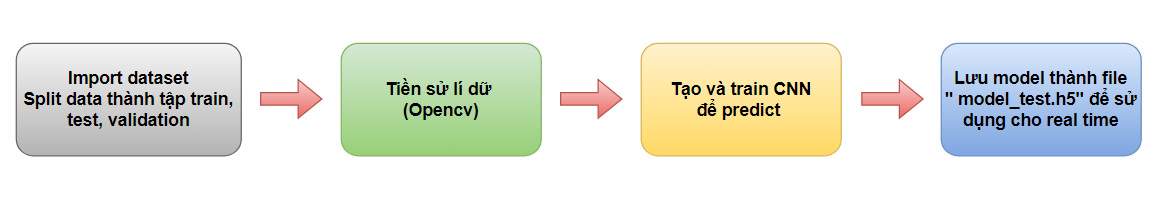 Import dataset
Split data thành tập train,
test, validation
Tiền sử lí dữ
(Opencv)
Tạo và train CNN
để predict
Lưu model thành file
" model_test.h5" để sử
dụng cho real time